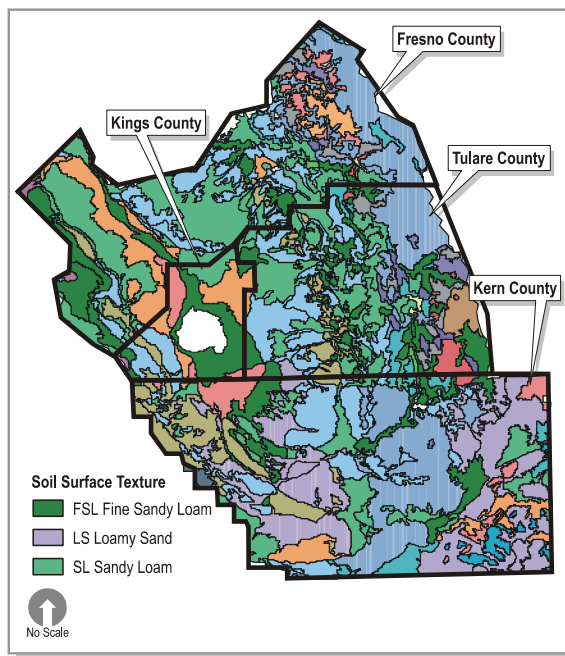 Fresno County
Kings County
Tulare County
Kern County
Soil Surface Texture
FSL Fine Sandy Loam
LS Loamy Sand
SL Sandy Loam
No Scale